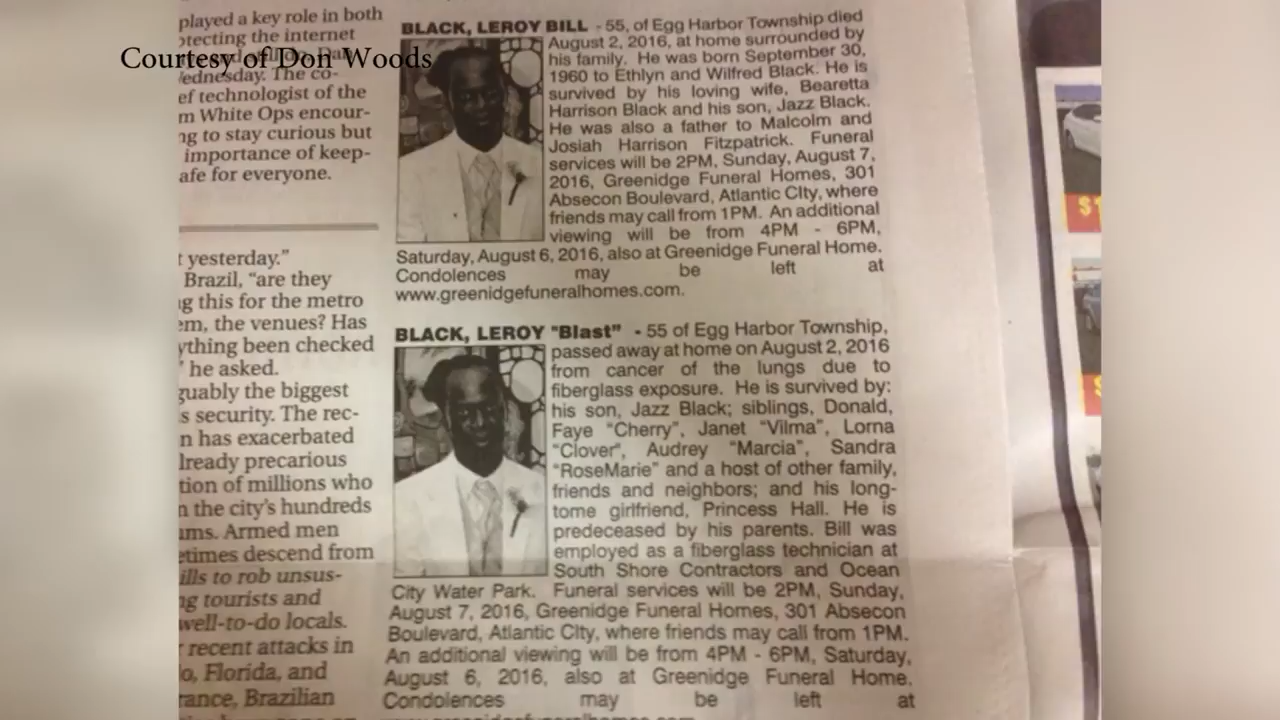 Courtesy of Don Woods
played a key role in both
otecting the internet
Wednesday. The co-
ef technologist of the
m White Ops encour-
ng to stay curious but
importance of keep-
afe for everyone.
t yesterday.”
Brazil, “are they
g this for the metro
em, the venues? Has
ything been checked
" he asked.
guably the biggest
s security. The rec-
n has exacerbated
lready precarious
tion of millions who
n the city's hundreds
ums. Armed men
etimes descend from
ills to rob unsus-
ng tourists and
well-to-do locals.
r recent attacks in
o, Florida, and
rance, Brazilian
BLACK, LEROY BILL - 55, of Egg Harbor Township died
August 2, 2016, at home surrounded by
his family. He was born September 30,
1960 to Ethlyn and Wilfred Black. He is
survived by his loving wife, Bearetta
Harrison Black and his son, Jazz Black.
He was also a father to Malcolm and
Josiah Harrison Fitzpatrick. Funeral
services will be 2PM, Sunday, August 7,
2016, Greenidge Funeral Homes, 301
Absecon Boulevard, Atlantic CIty, where
friends may call from 1PM. An additional
viewing will be from 4PM - 6PM,
Saturday, August 6, 2016, also at Greenidge Funeral Home.
Condolences may be left at
www.greenidgefuneralhomes.com.
BLACK, LEROY "Blast" - 55 of Egg Harbor Township,
passed away at home on August 2, 2016
from cancer of the lungs due to
fiberglass exposure. He is survived by:
his son, Jazz Black; siblings, Donald,
Faye “Cherry”, Janet “Vilma”, Lorna
“Clover”, Audrey “Marcia”, Sandra
“RoseMarie” and a host of other family,
friends and neighbors; and his long-
tome girlfriend, Princess Hall. He is
predeceased by his parents. Bill was
employed as a fiberglass technician at
South Shore Contractors and Ocean
City Water Park. Funeral services will be 2PM, Sunday,
August 7, 2016, Greenidge Funeral Homes, 301 Absecon
Boulevard, Atlantic CIty, where friends may call from 1PM.
An additional viewing will be from 4PM - 6PM, Saturday,
August 6, 2016, also at Greenidge Funeral Home.
Condolences may be left at
www.greenidgefuneralhomes.com